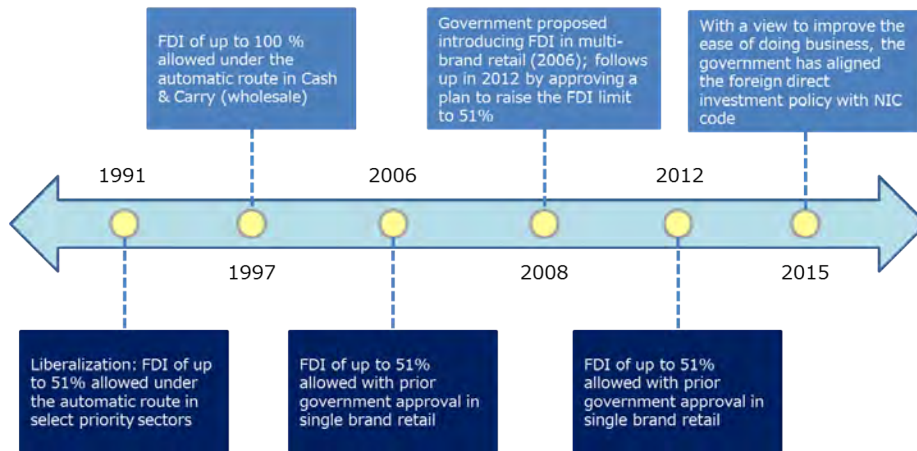 FDI of up to 100 %
allowed under the
automatic route in Cash
& Carry (wholesale)
Government proposed
introducing FDI in multi-
brand retail (2006); follows
up in 2012 by approving a
plan to raise the FDI limit
to 51%
With a view to improve the
ease of doing business, the
government has aligned
the foreign direct
investment policy with NIC
code
1991
2006
2012
1997
2008
2015
Liberalization: FDI of up
to 51% allowed under
the automatic route in
select priority sectors
FDI of up to 51%
allowed with prior
government approval in
single brand retail
FDI of up to 51%
allowed with prior
government approval in
single brand retail